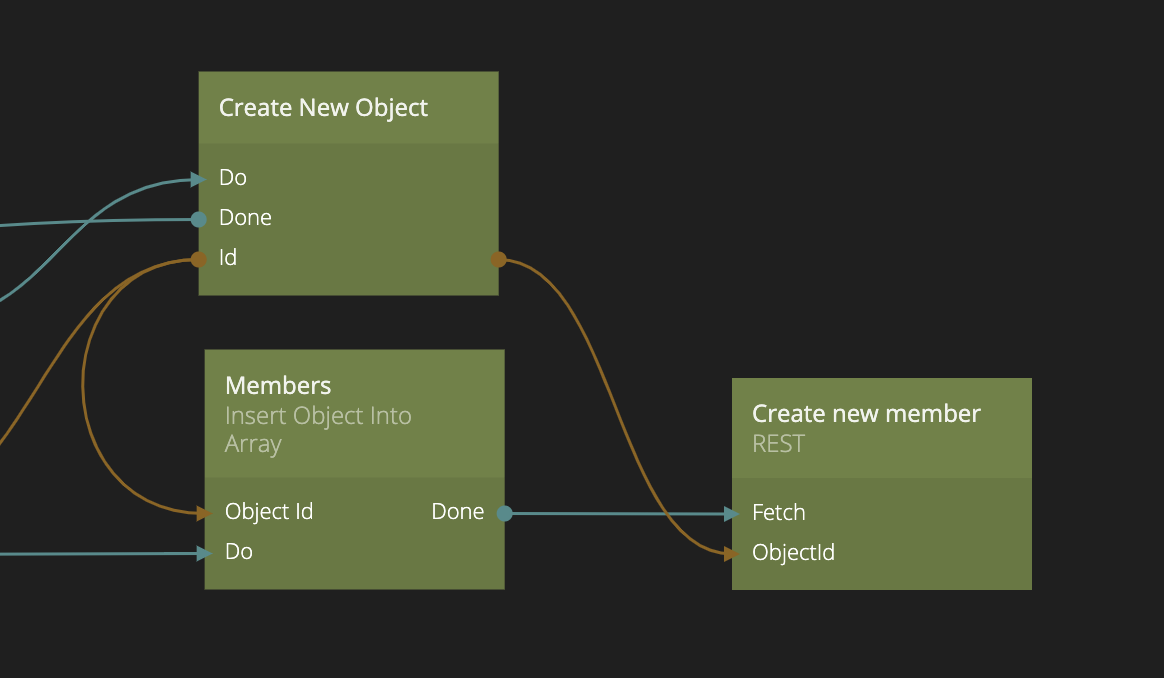 Create New Object
Do
Done
Id
Members
Insert Object Into
Array
Object Id Done
Do
Create new member
REST
Fetch
ObjectId